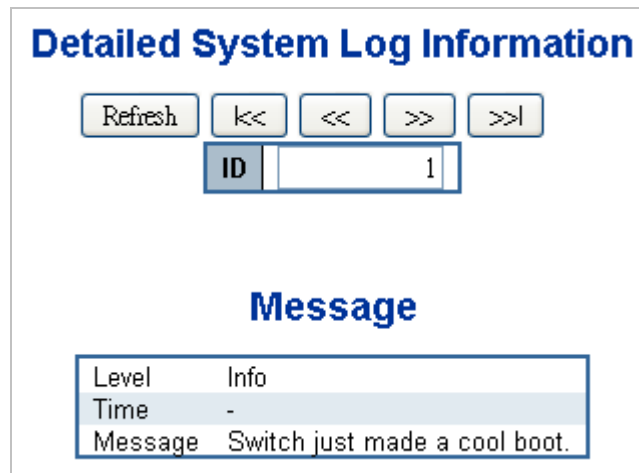 Detailed System Log Information
Refresh |<< << >> >>|
ID 1
Message
Level Info
Time -
Message Switch just made a cool boot.